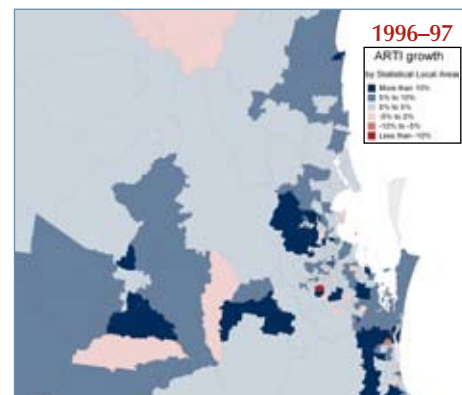 1996–97
ARTI growth
by Statistical Local Areas
More than 10%
5% to 10%
0% to 5%
-5% to 0%
-10% to -5%
Less than -10%